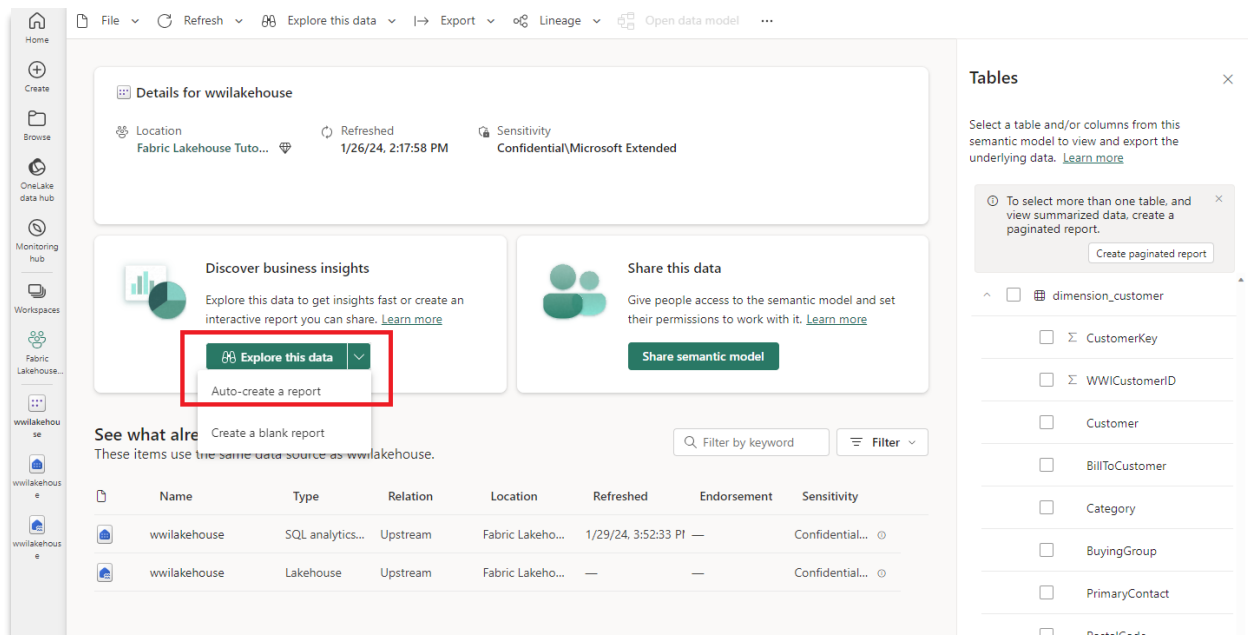 Home
Create
Browse
OneLake
data hub
Monitoring
hub
Workspaces
Fabric
Lakehouse...
wwilakehou
se
wwilakehous
e
wwilakehous
e
File Refresh Explore this data Export Lineage Open data model ...
Details for wwilakehouse
Location Refreshed Sensitivity
Fabric Lakehouse Tuto... 1/26/24, 2:17:58 PM Confidential\Microsoft Extended
Discover business insights
Explore this data to get insights fast or create an
interactive report you can share. Learn more
Explore this data
Auto-create a report
Create a blank report
Share this data
Give people access to the semantic model and set
their permissions to work with it. Learn more
Share semantic model
See what alre
These items use the same data source as wwilakehouse.
Filter by keyword Filter
Name Type Relation Location Refreshed Endorsement Sensitivity
wwilakehouse SQL analytics... Upstream Fabric Lakeho... 1/29/24, 3:52:33 PM — Confidential...
wwilakehouse Lakehouse Upstream Fabric Lakeho... — — Confidential...
Tables
Select a table and/or columns from this
semantic model to view and export the
underlying data. Learn more
To select more than one table, and
view summarized data, create a
paginated report.
Create paginated report
dimension_customer
Σ CustomerKey
Σ WWICustomerID
Customer
BillToCustomer
Category
BuyingGroup
PrimaryContact
PostalCode